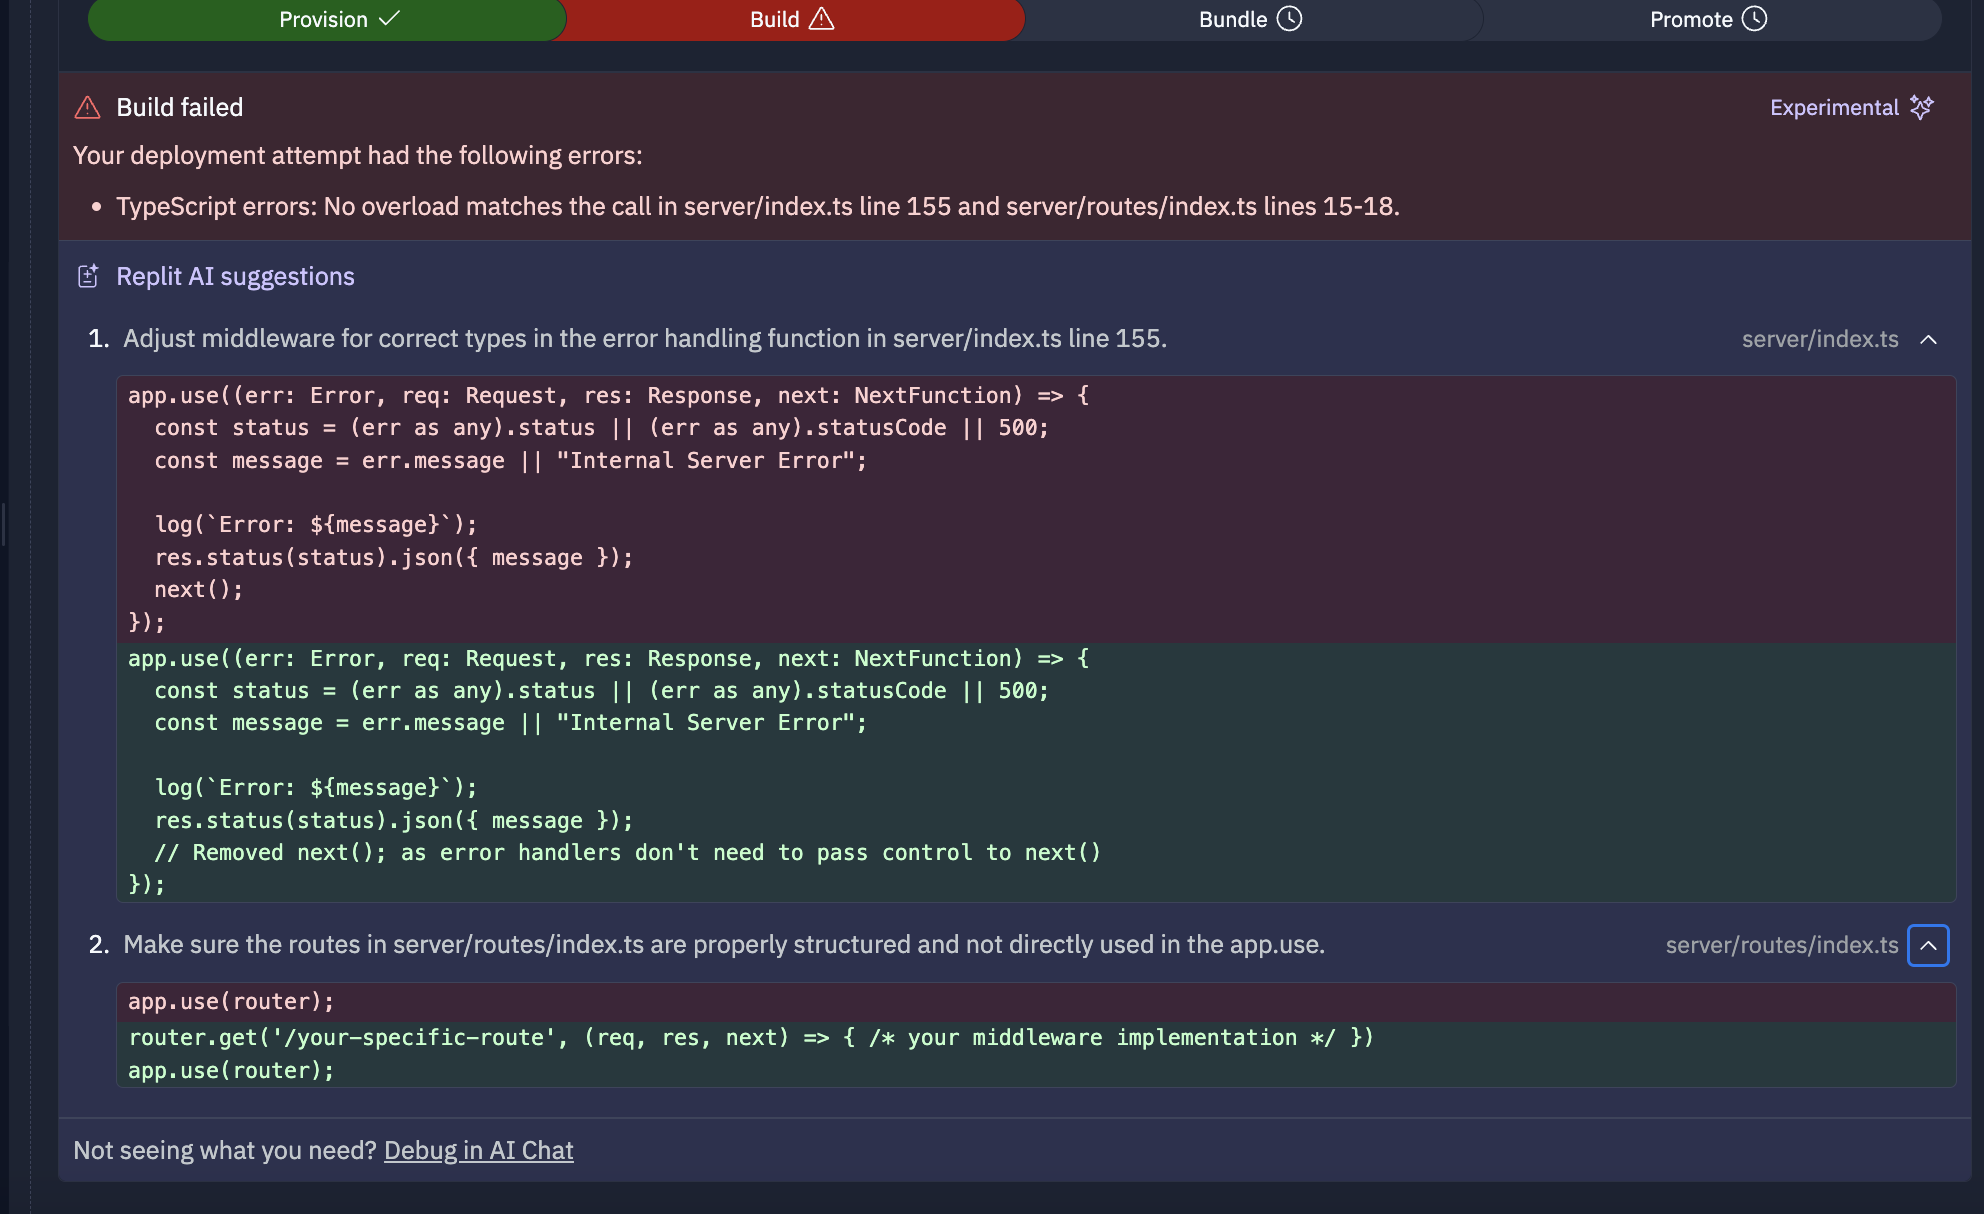 Provision
Build
Bundle
Promote
Build failed
Experimental
Your deployment attempt had the following errors:
• TypeScript errors: No overload matches the call in server/index.ts line 155 and server/routes/index.ts lines 15-18.
Replit AI suggestions
1. Adjust middleware for correct types in the error handling function in server/index.ts line 155.
server/index.ts
app.use((err: Error, req: Request, res: Response, next: NextFunction) => {
  const status = (err as any).status || (err as any).statusCode || 500;
  const message = err.message || "Internal Server Error";
  log(`Error: ${message}`);
  res.status(status).json({ message });
  next();
});
app.use((err: Error, req: Request, res: Response, next: NextFunction) => {
  const status = (err as any).status || (err as any).statusCode || 500;
  const message = err.message || "Internal Server Error";
  log(`Error: ${message}`);
  res.status(status).json({ message });
  // Removed next(); as error handlers don't need to pass control to next()
});
2. Make sure the routes in server/routes/index.ts are properly structured and not directly used in the app.use.
server/routes/index.ts
app.use(router);
router.get('/your-specific-route', (req, res, next) => { /* your middleware implementation */ })
app.use(router);
Not seeing what you need? Debug in AI Chat